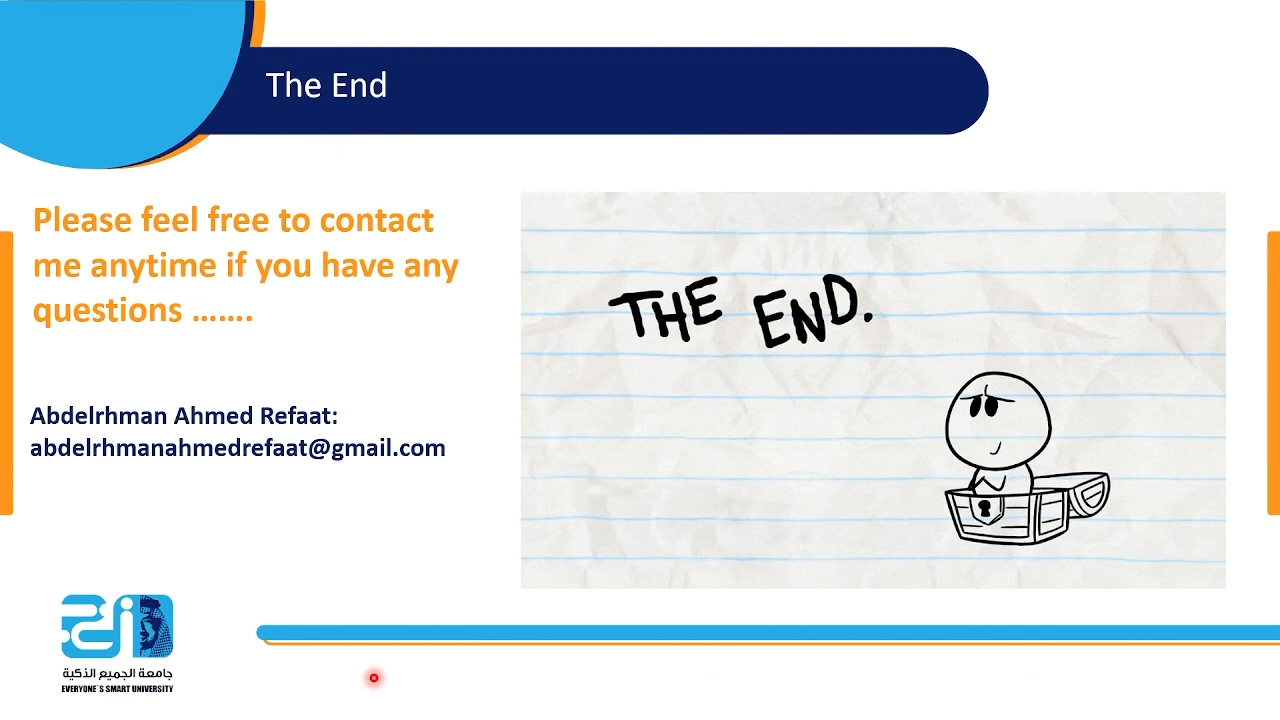 The End
Please feel free to contact
me anytime if you have any
questions .......
Abdelrhman Ahmed Refaat:
abdelrhmanahmedrefaat@gmail.com
THE END.
جامعة الجميع الذكية
EVERYONE`S SMART UNIVERSITY